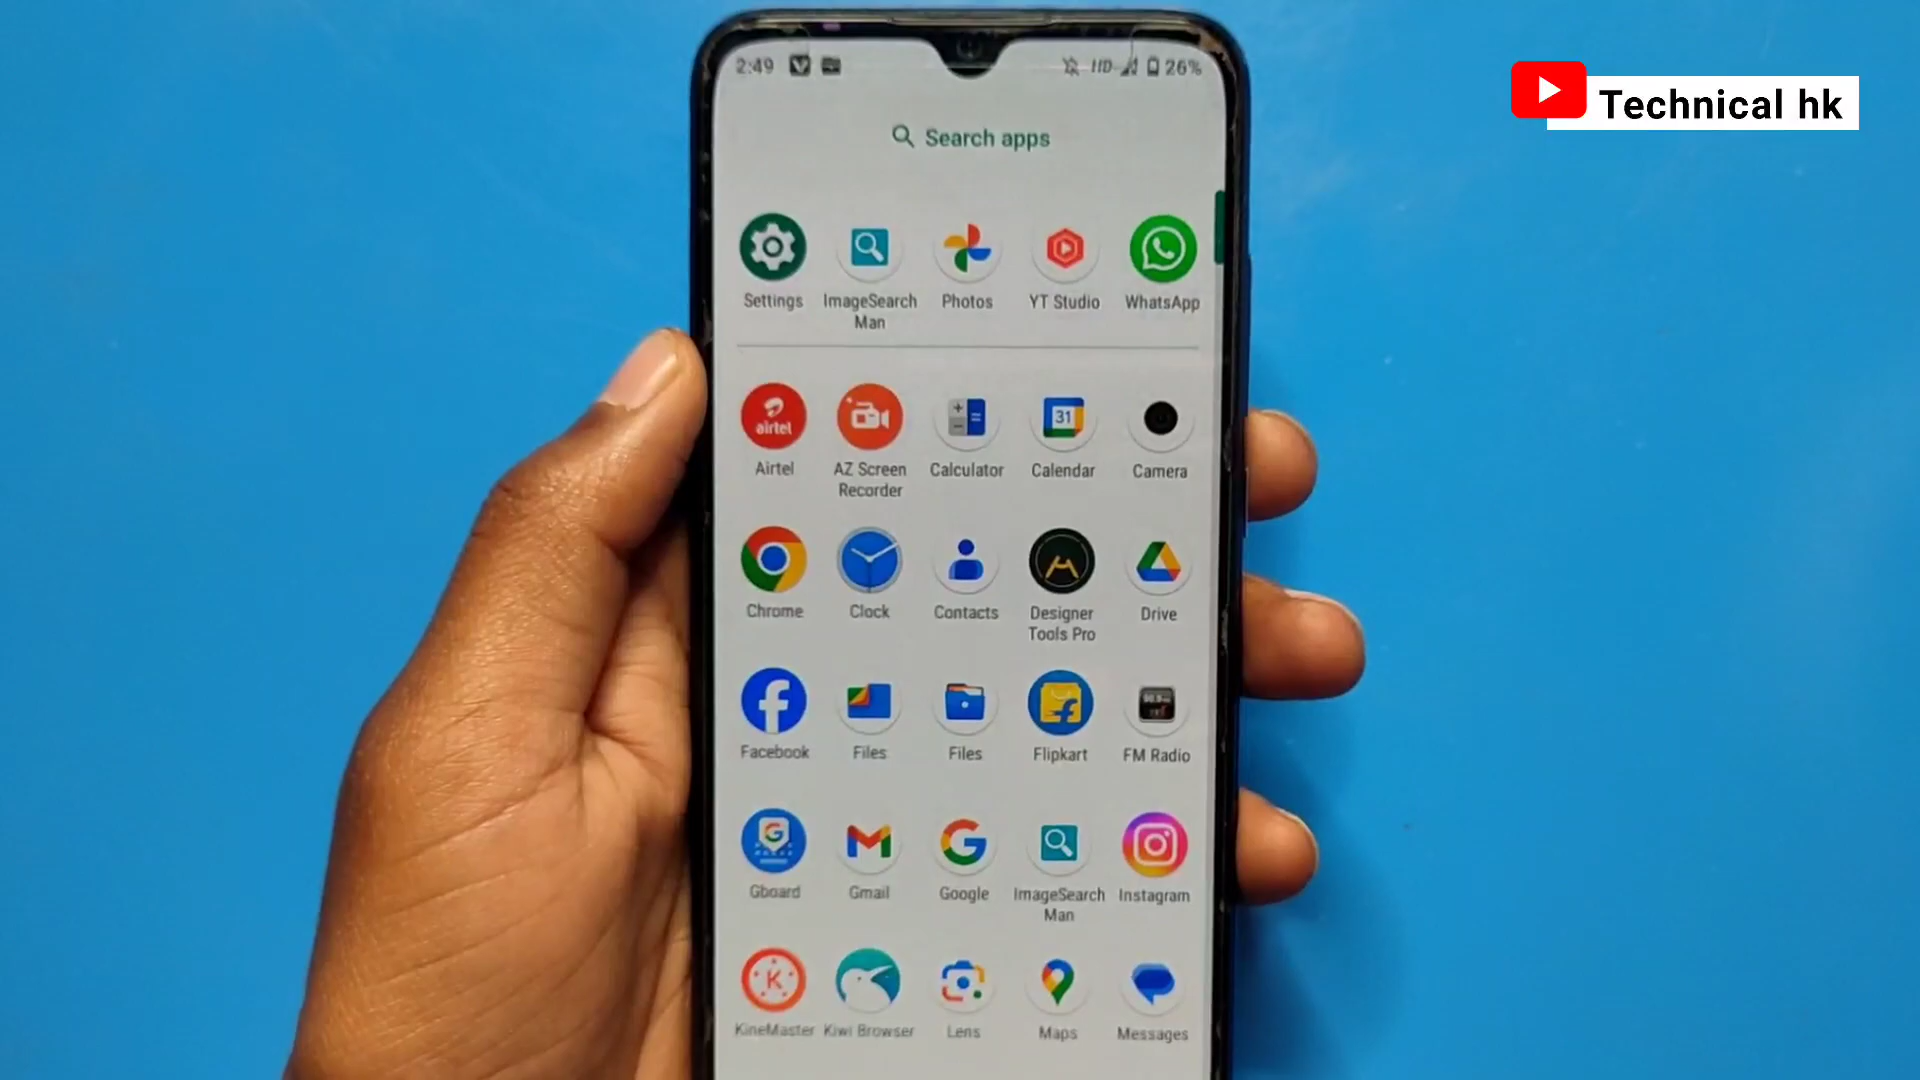 2:49 HD 26%
Technical hk
Search apps
Settings ImageSearch Man Photos YT Studio WhatsApp
airtel 31
Airtel AZ Screen Recorder Calculator Calendar Camera
Chrome Clock Contacts Designer Tools Pro Drive
Facebook Files Files Flipkart FM Radio
Gboard Gmail Google ImageSearch Man Instagram
K
KineMaster Kiwi Browser Lens Maps Messages